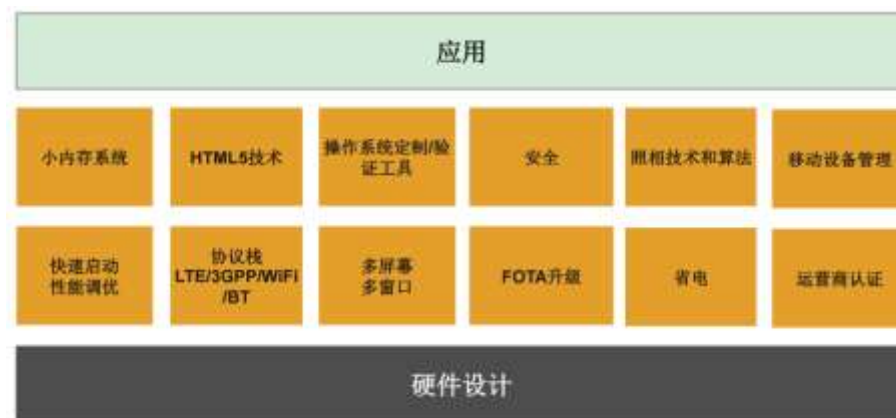 应用
小内存系统
HTML5技术
操作系统定制/验
证工具
安全
照相技术和算法
移动设备管理
快速启动
性能调优
协议栈
LTE/3GPP/WiFi
/BT
多屏幕
多窗口
FOTA升级
省电
运营商认证
硬件设计